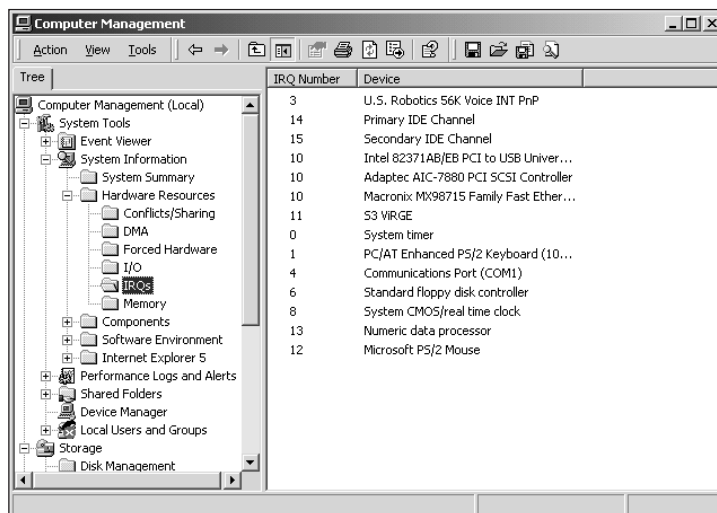 Computer Management
Action View Tools
Tree
Computer Management (Local)
System Tools
Event Viewer
System Information
System Summary
Hardware Resources
Conflicts/Sharing
DMA
Forced Hardware
I/O
IRQs
Memory
Components
Software Environment
Internet Explorer 5
Performance Logs and Alerts
Shared Folders
Device Manager
Local Users and Groups
Storage
Disk Management
IRQ Number Device
3 U.S. Robotics 56K Voice INT PnP
14 Primary IDE Channel
15 Secondary IDE Channel
10 Intel 82371AB/EB PCI to USB Univer...
10 Adaptec AIC-7880 PCI SCSI Controller
10 Macronix MX98715 Family Fast Ether...
11 S3 ViRGE
0 System timer
1 PC/AT Enhanced PS/2 Keyboard (10...
4 Communications Port (COM1)
6 Standard floppy disk controller
8 System CMOS/real time clock
13 Numeric data processor
12 Microsoft PS/2 Mouse